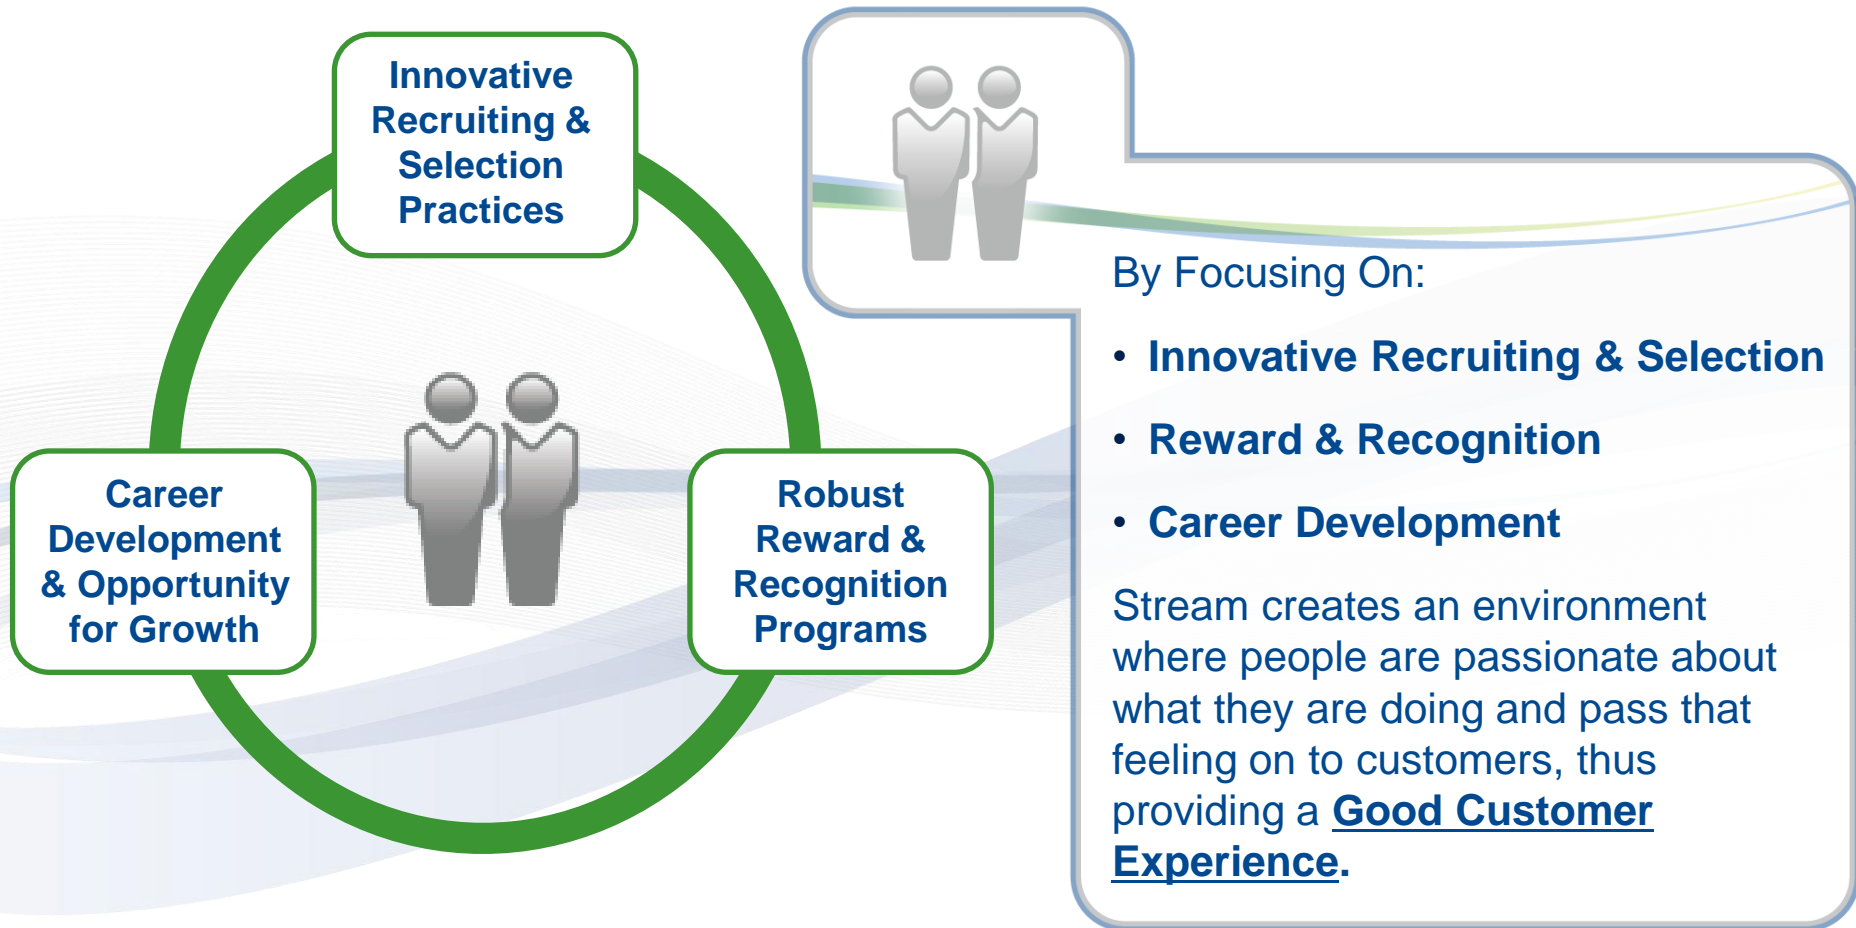 Innovative
Recruiting &
Selection
Practices
Career
Development
& Opportunity
for Growth
Robust
Reward &
Recognition
Programs
By Focusing On:
• Innovative Recruiting & Selection
• Reward & Recognition
• Career Development
Stream creates an environment
where people are passionate about
what they are doing and pass that
feeling on to customers, thus
providing a Good Customer
Experience.